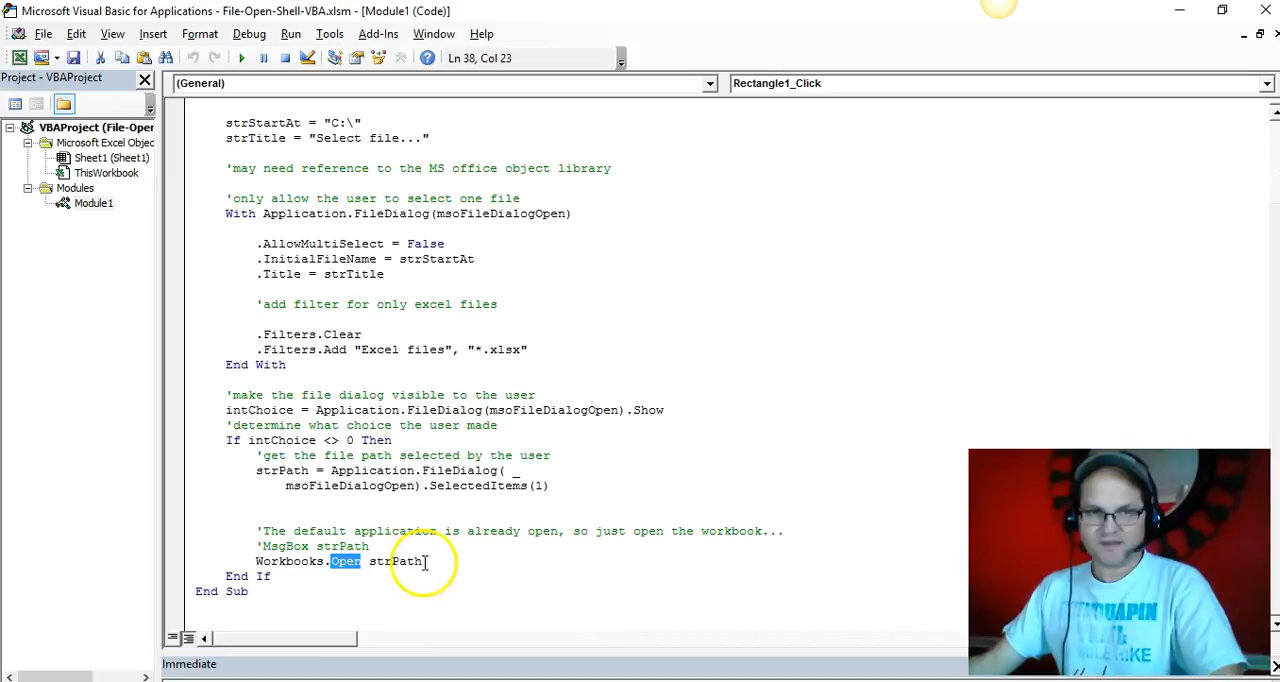 Microsoft Visual Basic for Applications - File-Open-Shell-VBA.xlsm - [Module1 (Code)]
File Edit View Insert Format Debug Run Tools Add-Ins Window Help
Ln 38, Col 23
Project - VBAProject
(General)
Rectangle1_Click
VBAProject (File-Oper
Microsoft Excel Objec
Sheet1 (Sheet1)
ThisWorkbook
Modules
Module1
strStartAt = "C:\"
strTitle = "Select file..."
'may need reference to the MS office object library
'only allow the user to select one file
With Application.FileDialog(msoFileDialogOpen)
.AllowMultiSelect = False
.InitialFileName = strStartAt
.Title = strTitle
'add filter for only excel files
.Filters.Clear
.Filters.Add "Excel files", "*.xlsx"
End With
'make the file dialog visible to the user
intChoice = Application.FileDialog(msoFileDialogOpen).Show
'determine what choice the user made
If intChoice <> 0 Then
'get the file path selected by the user
strPath = Application.FileDialog( _
msoFileDialogOpen).SelectedItems(1)
'The default application is already open, so just open the workbook...
'MsgBox strPath
Workbooks.Open strPath
End If
End Sub
Immediate